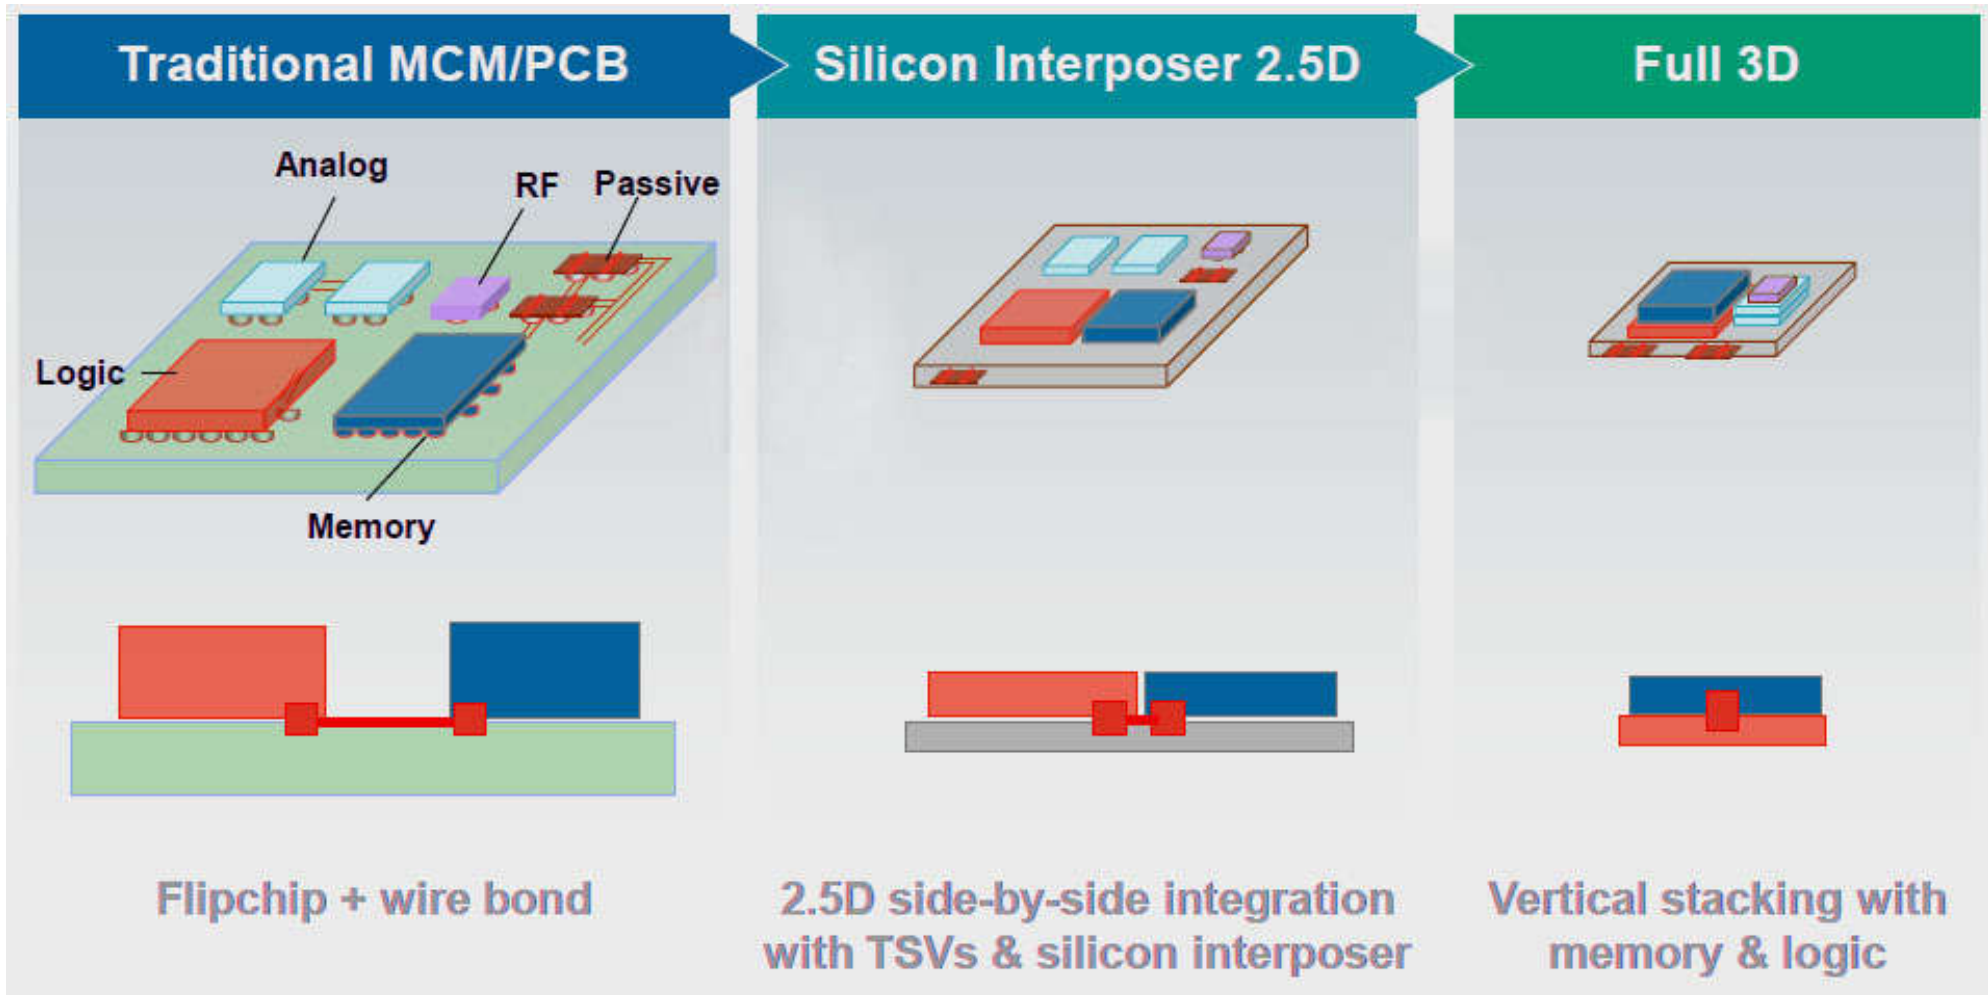 Traditional MCM/PCB
Silicon Interposer 2.5D
Full 3D
Analog
RF
Passive
Logic
Memory
Flipchip + wire bond
2.5D side-by-side integration
with TSVs & silicon interposer
Vertical stacking with
memory & logic